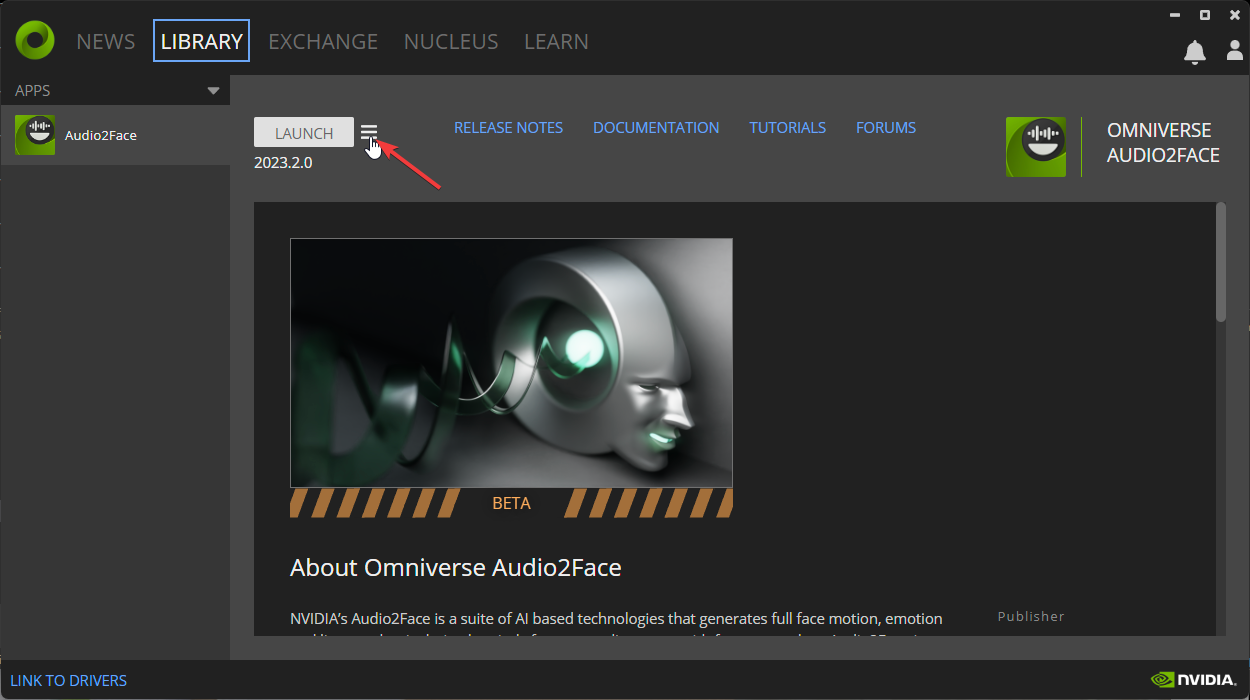 NEWS LIBRARY EXCHANGE NUCLEUS LEARN
APPS
Audio2Face
LAUNCH
2023.2.0
RELEASE NOTES DOCUMENTATION TUTORIALS FORUMS
OMNIVERSE
AUDIO2FACE
BETA
About Omniverse Audio2Face
NVIDIA’s Audio2Face is a suite of AI based technologies that generates full face motion, emotion
Publisher
LINK TO DRIVERS
NVIDIA.